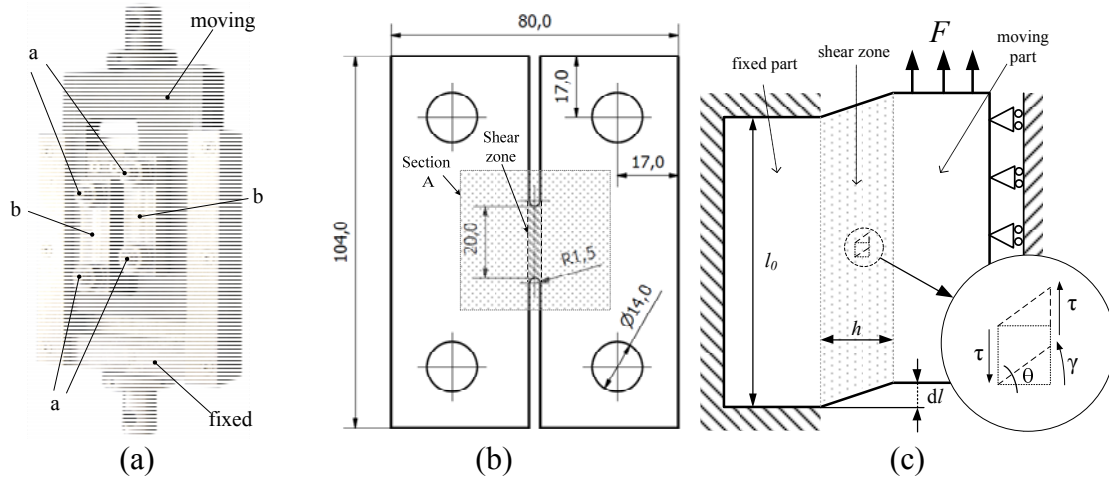 moving
a
b
b
a
fixed
(a)
80,0
17,0
Shear
zone
Section
A
17,0
20,0
104,0
R1,5
Ø14,0
(b)
F
fixed part
shear zone
moving
part
l0
h
dl
τ
τ
θ
γ
(c)